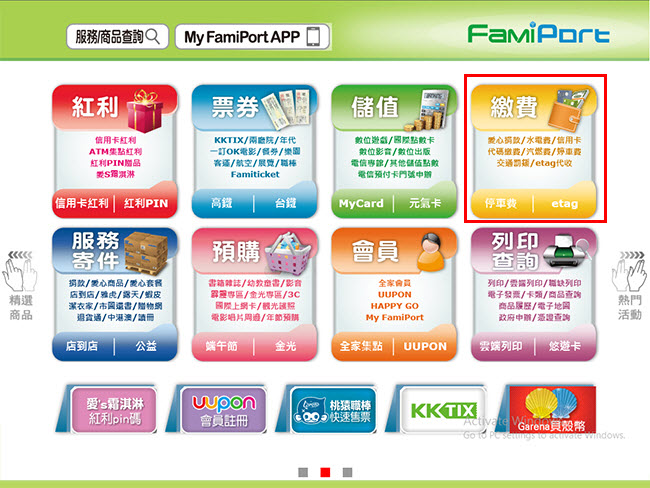 服務/商品查詢
My FamiPort APP
FamiPort
紅利
信用卡紅利
ATM集點紅利
紅利PIN贈品
愛S霜淇淋
信用卡紅利 紅利PIN
票券
KKTIX/兩廳院/年代
一訂OK電影/餐券/樂園
客運/航空/展覽/職棒
Famiticket
高鐵 台鐵
儲值
數位遊戲/國際點數卡
數位影音/數位出版
電信專診/其他儲值點數
電信預付卡門號申辦
MyCard 元氣卡
繳費
愛心捐款/水電費/信用卡
代碼繳費/汽燃費/停車費
交通罰鍰/etag代收
停車費 etag
精選
商品
服務
寄件
捐款/愛心商品/愛心套餐
店到店/雅虎/露天/蝦皮
潔衣家/市圖還書/贈物網
退貨通/中港澳/讀冊
店到店 公益
預購
書籍雜誌/幼教童書/影音
霹靂專區/金光專區/3C
國際上網卡/觀光護照
電影唱片周邊/年節預購
端午節 金光
會員
全家會員
UUPON
HAPPY GO
My FamiPort
全家集點 UUPON
列印
查詢
列印/雲端列印/職缺列印
電子發票/卡類/商品查詢
商品履歷/電子地圖
政府申辦/憑證查詢
雲端列印 悠遊卡
熱門
活動
愛's霜淇淋
紅利pin碼
uupon
會員註冊
桃猿職棒
快速售票
KKTIX
Garena貝殼幣
Activate Windows
Go to PC settings to activate Windows.